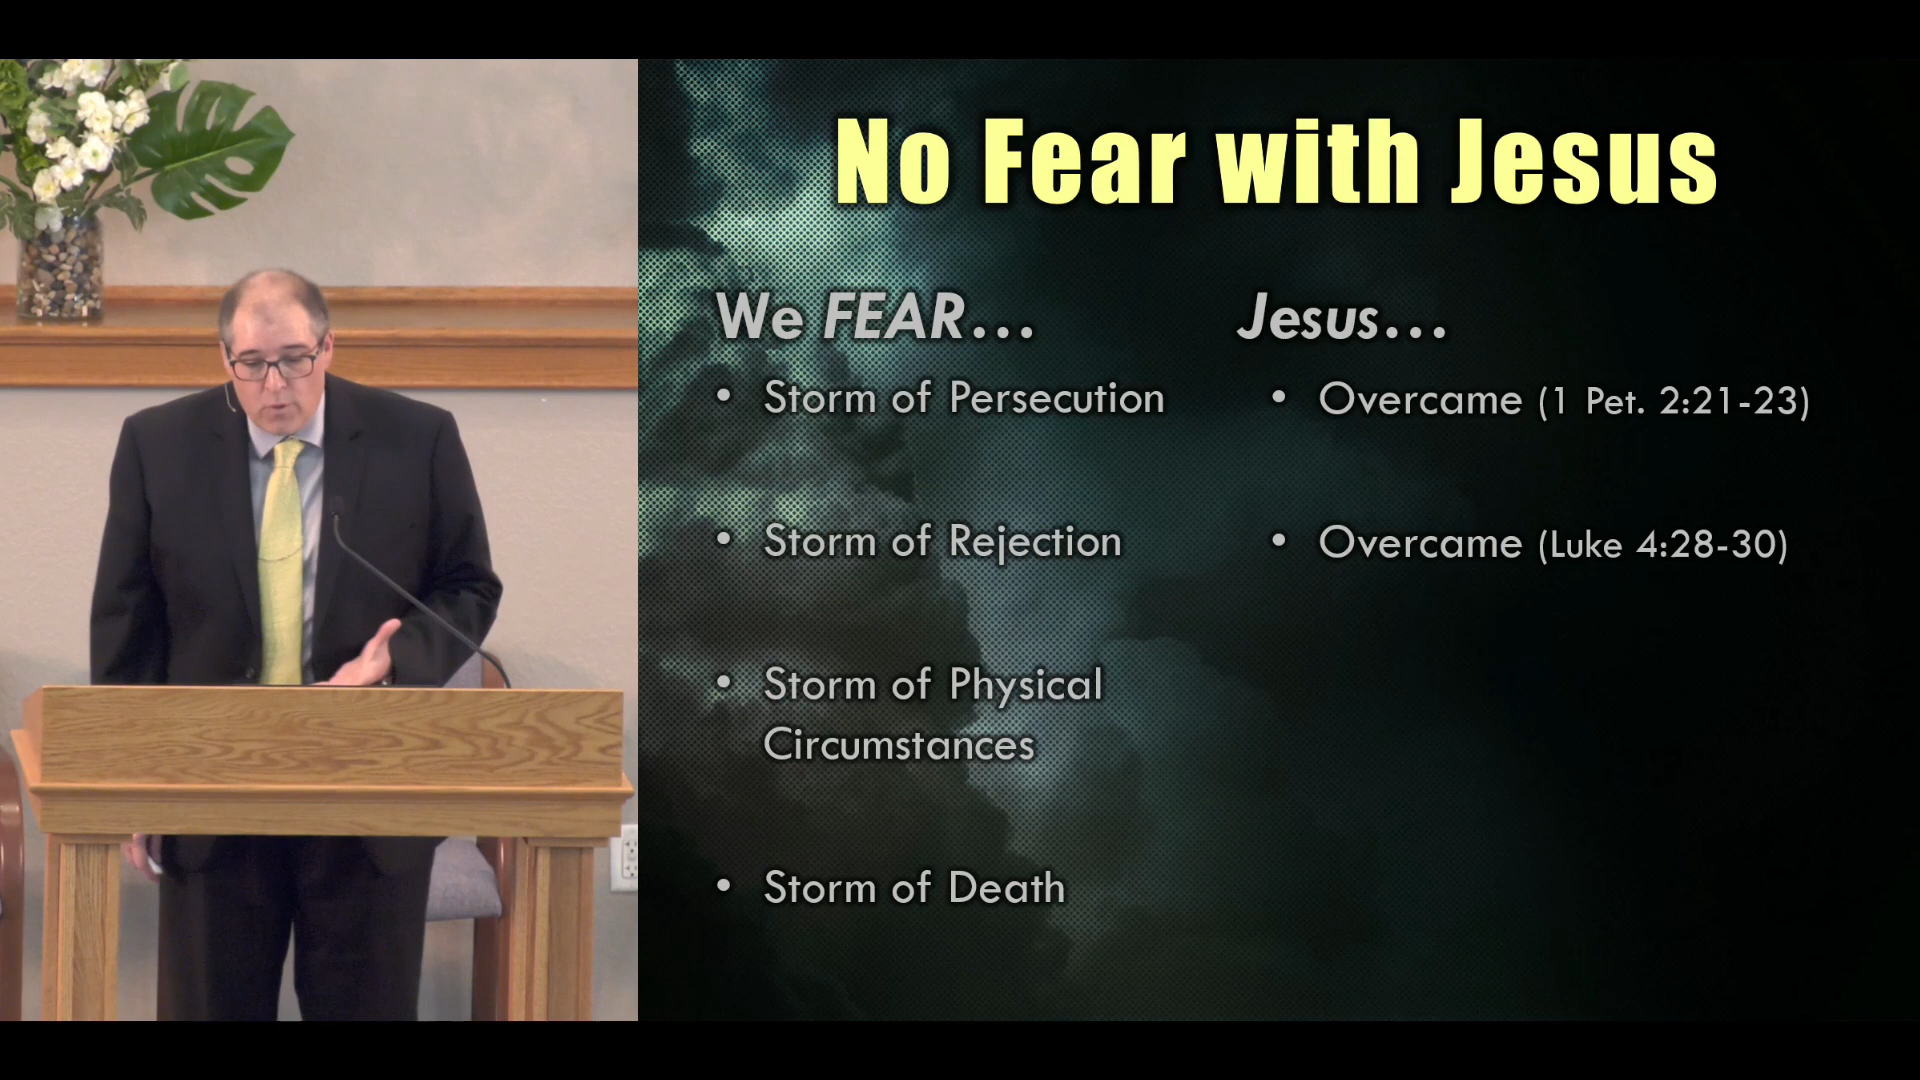 No Fear with Jesus
We FEAR...
• Storm of Persecution
• Storm of Rejection
• Storm of Physical
Circumstances
• Storm of Death
Jesus...
• Overcame (1 Pet. 2:21-23)
• Overcame (Luke 4:28-30)